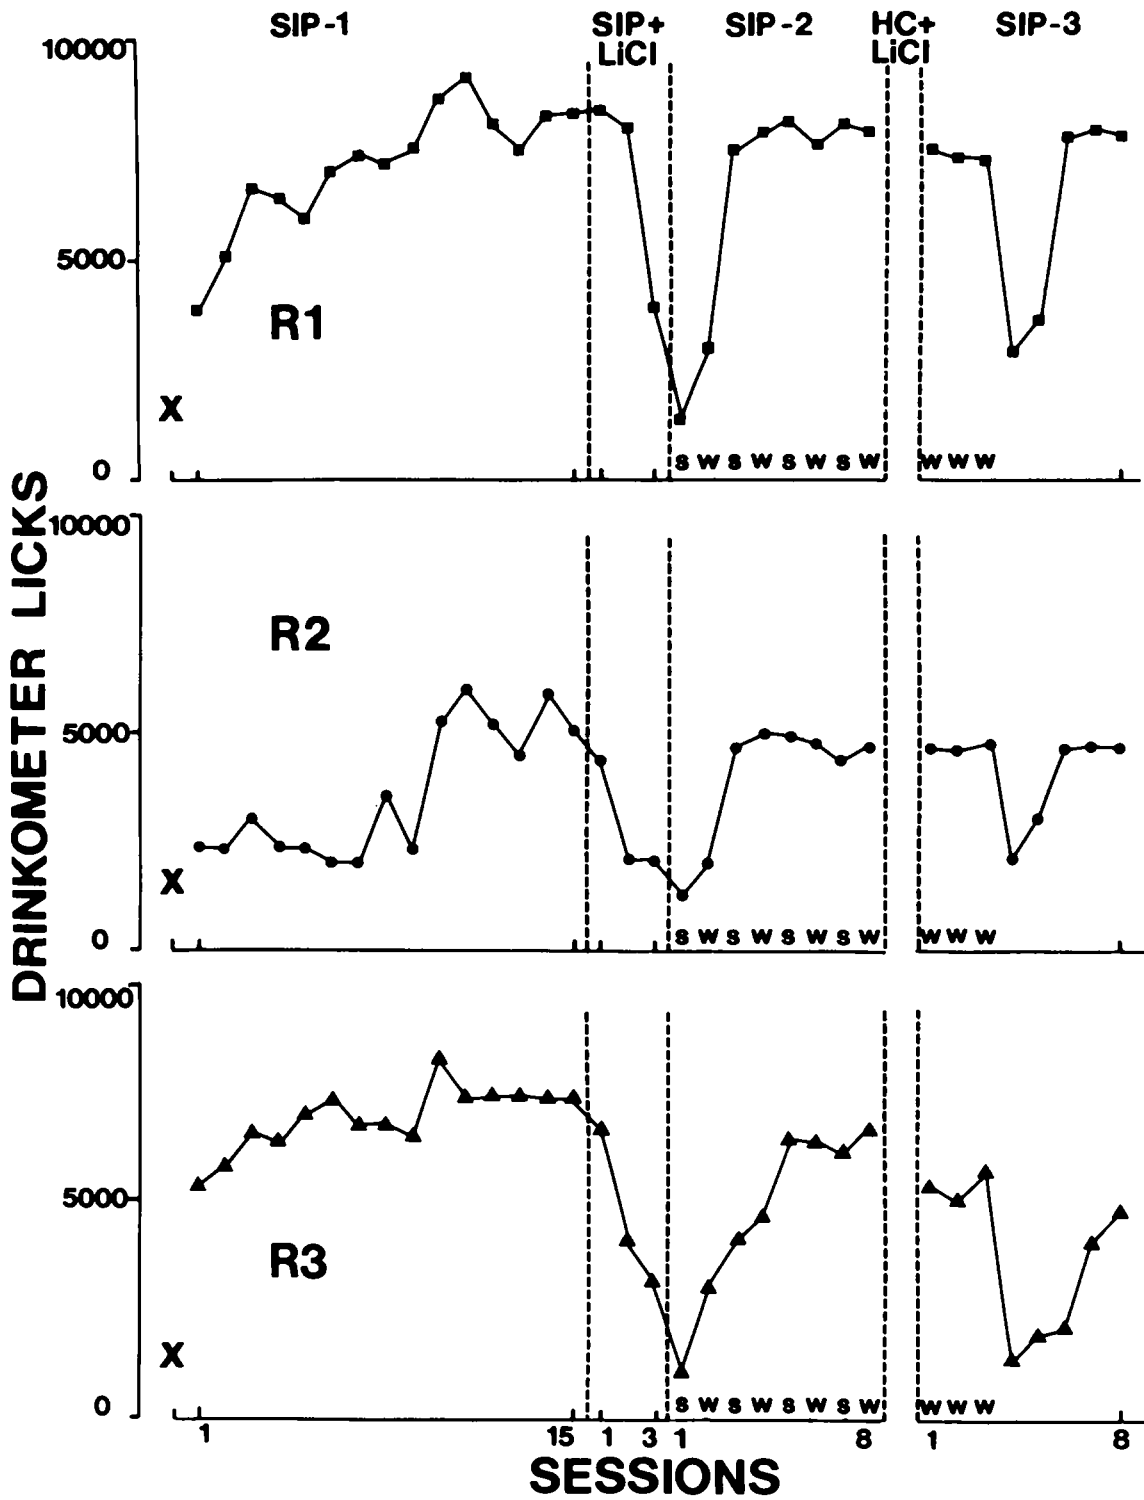 SIP-1 SIP+ SIP-2 HC+ SIP-3
LiCl LiCl
10000
5000
R1
X
0
S W S W S W S W W W W
10000
R2
5000
X
0
S W S W S W S W W W W
10000
5000
R3
X
0
S W S W S W S W W W W
1 15 1 3 1 8 1 8
SESSIONS
DRINKOMETER LICKS